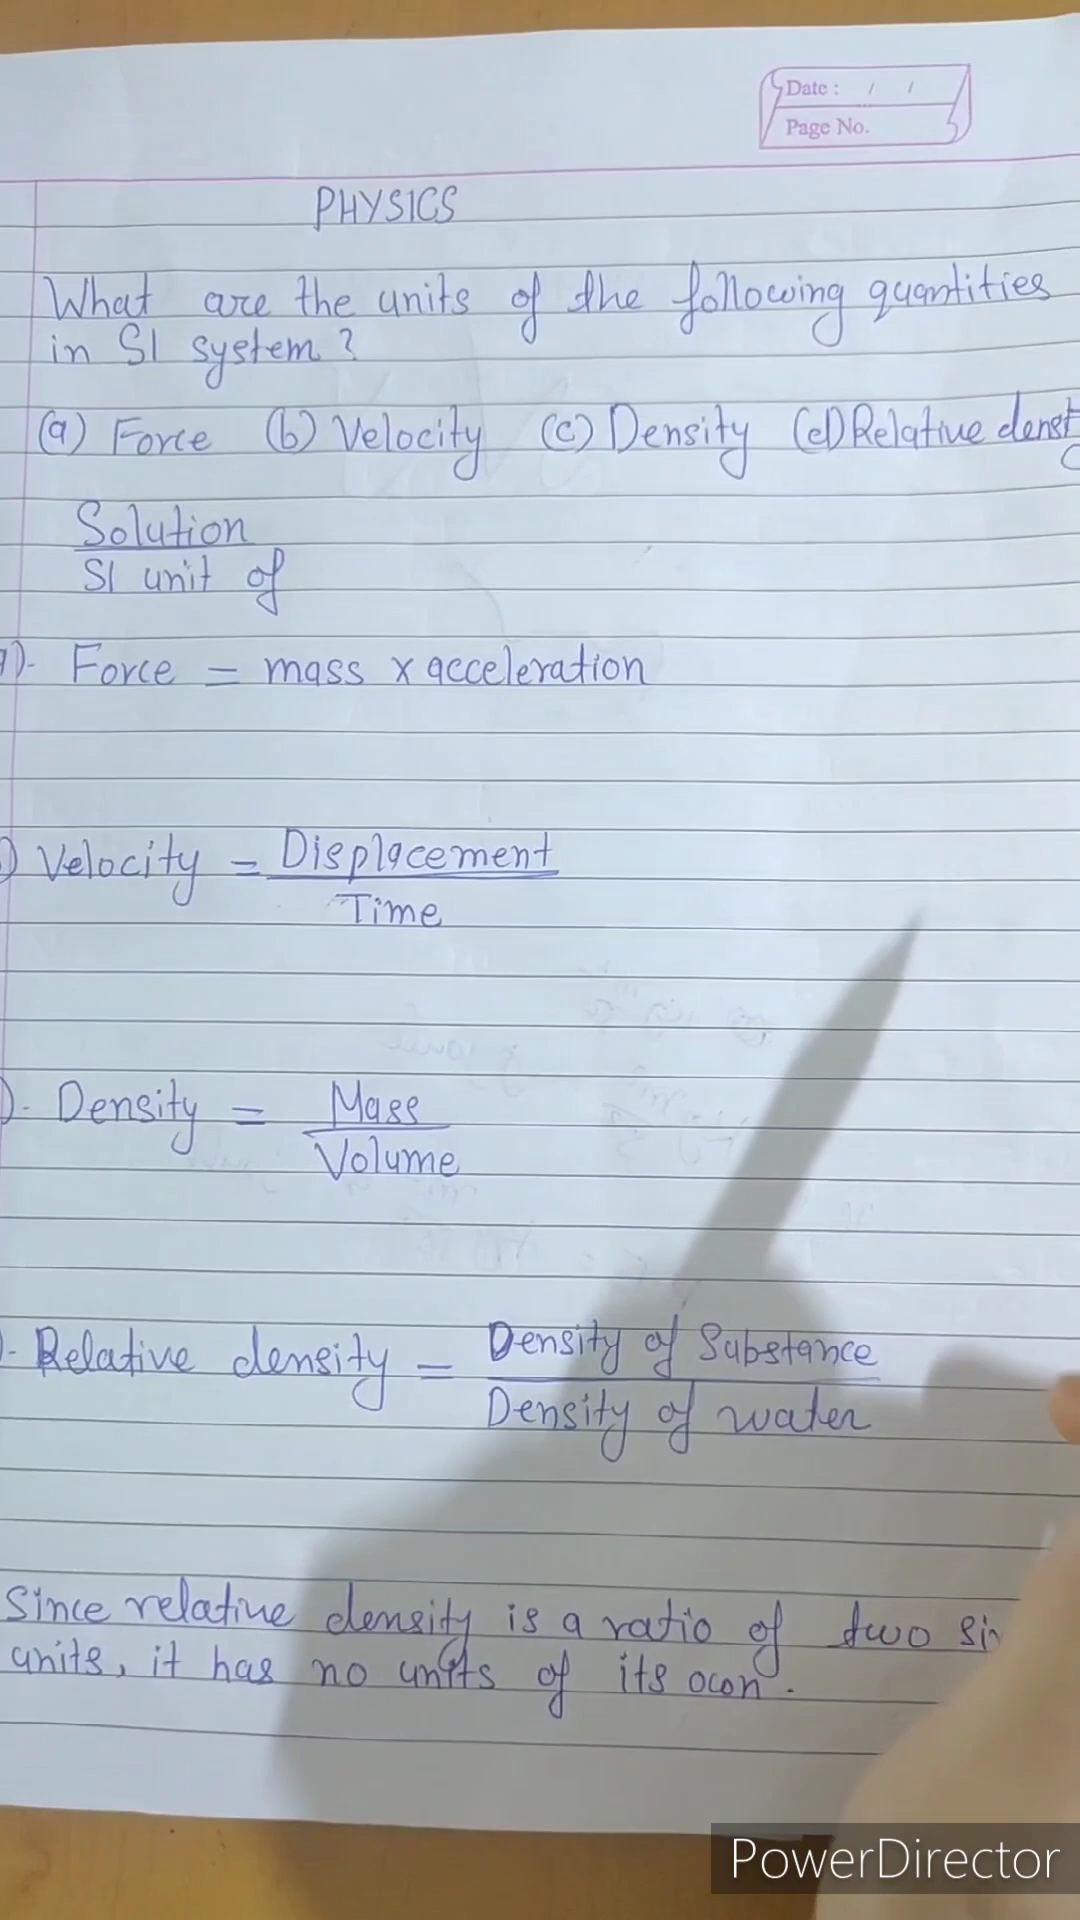 Date : / /
Page No.
PHYSICS
What are the units of the following quantities
in SI system ?
(a) Force (b) Velocity (c) Density (d) Relative
Solution
SI unit of
Force = mass x acceleration
Velocity = Displacement
Time
Density = Mass
Volume
Relative density = Density of Substance
Density of water
Since relative density is a ratio of two
units, it has no units of its own.
PowerDirector